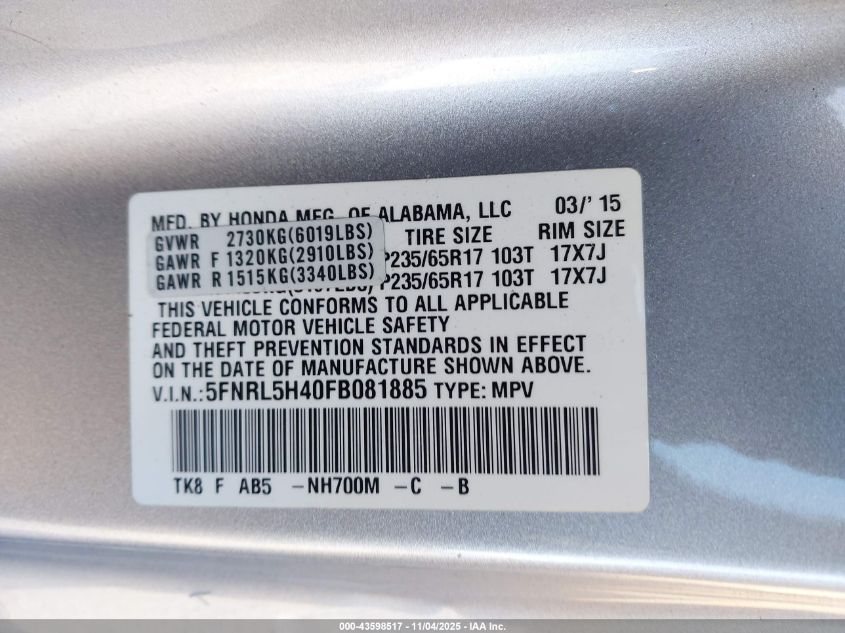 MFD. BY HONDA MFG. OF ALABAMA, LLC 03/' 15
GVWR 2730KG(6019LBS) TIRE SIZE RIM SIZE
GAWR F 1320KG(2910LBS) P235/65R17 103T 17X7J
GAWR R 1515KG(3340LBS) P235/65R17 103T 17X7J
THIS VEHICLE CONFORMS TO ALL APPLICABLE
FEDERAL MOTOR VEHICLE SAFETY
AND THEFT PREVENTION STANDARDS IN EFFECT
ON THE DATE OF MANUFACTURE SHOWN ABOVE.
V.I.N.:5FNRL5H40FB081885 TYPE: MPV
TK8 F AB5 -NH700M -C -B
000-43598517 - 11/04/2025 - IAA Inc.